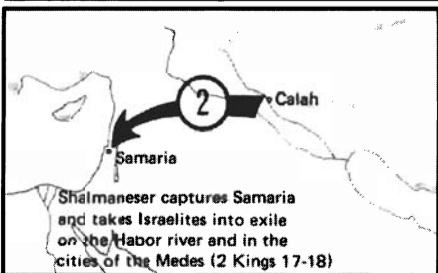 2
Calah
Samaria
Shalmaneser captures Samaria
and takes Israelites into exile
on the Habor river and in the
cities of the Medes (2 Kings 17-18)